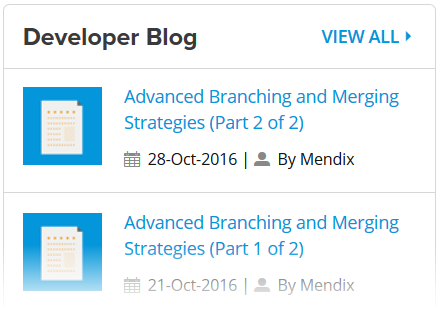 Developer Blog VIEW ALL
Advanced Branching and Merging
Strategies (Part 2 of 2)
28-Oct-2016 | By Mendix
Advanced Branching and Merging
Strategies (Part 1 of 2)
21-Oct-2016 | By Mendix